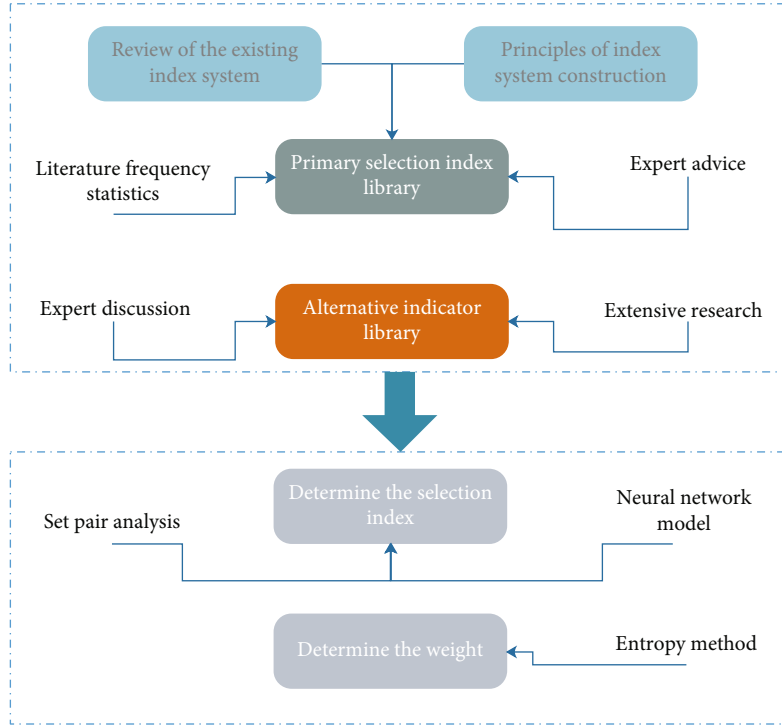 Review of the existing
index system
Principles of index
system construction
Literature frequency
statistics
Primary selection index
library
Expert advice
Expert discussion
Alternative indicator
library
Extensive research
Set pair analysis
Determine the selection
index
Neural network
model
Determine the weight
Entropy method